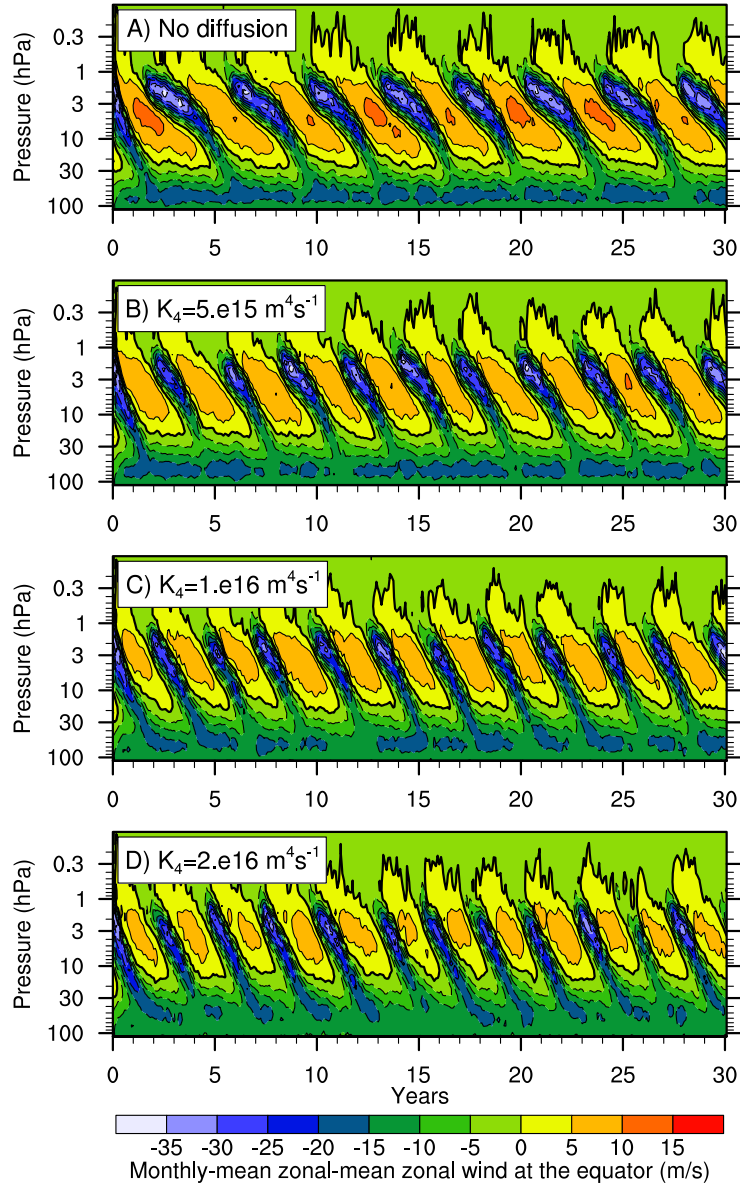 A) No diffusion
Pressure (hPa)
0.3
1
3
10
30
100
0 5 10 15 20 25 30
B) K₄=5.e15 m⁴s⁻¹
Pressure (hPa)
0.3
1
3
10
30
100
0 5 10 15 20 25 30
C) K₄=1.e16 m⁴s⁻¹
Pressure (hPa)
0.3
1
3
10
30
100
0 5 10 15 20 25 30
D) K₄=2.e16 m⁴s⁻¹
Pressure (hPa)
0.3
1
3
10
30
100
0 5 10 15 20 25 30
Years
-35 -30 -25 -20 -15 -10 -5 0 5 10 15
Monthly-mean zonal-mean zonal wind at the equator (m/s)